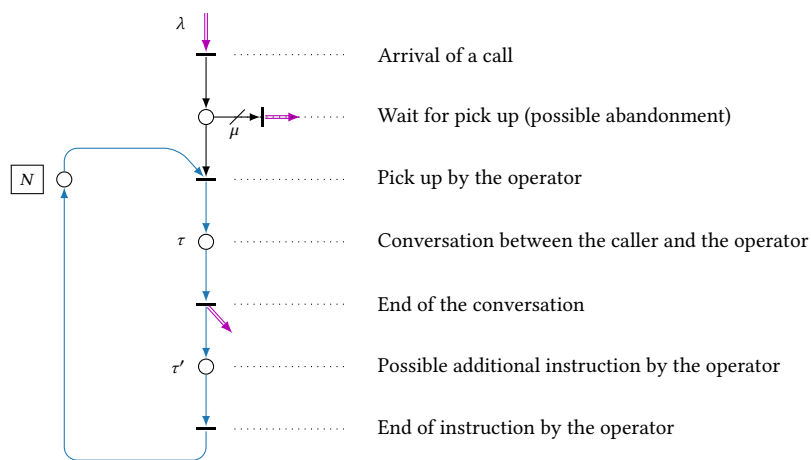 λ
Arrival of a call
Wait for pick up (possible abandonment)
μ
N
Pick up by the operator
τ
Conversation between the caller and the operator
End of the conversation
τ′
Possible additional instruction by the operator
End of instruction by the operator